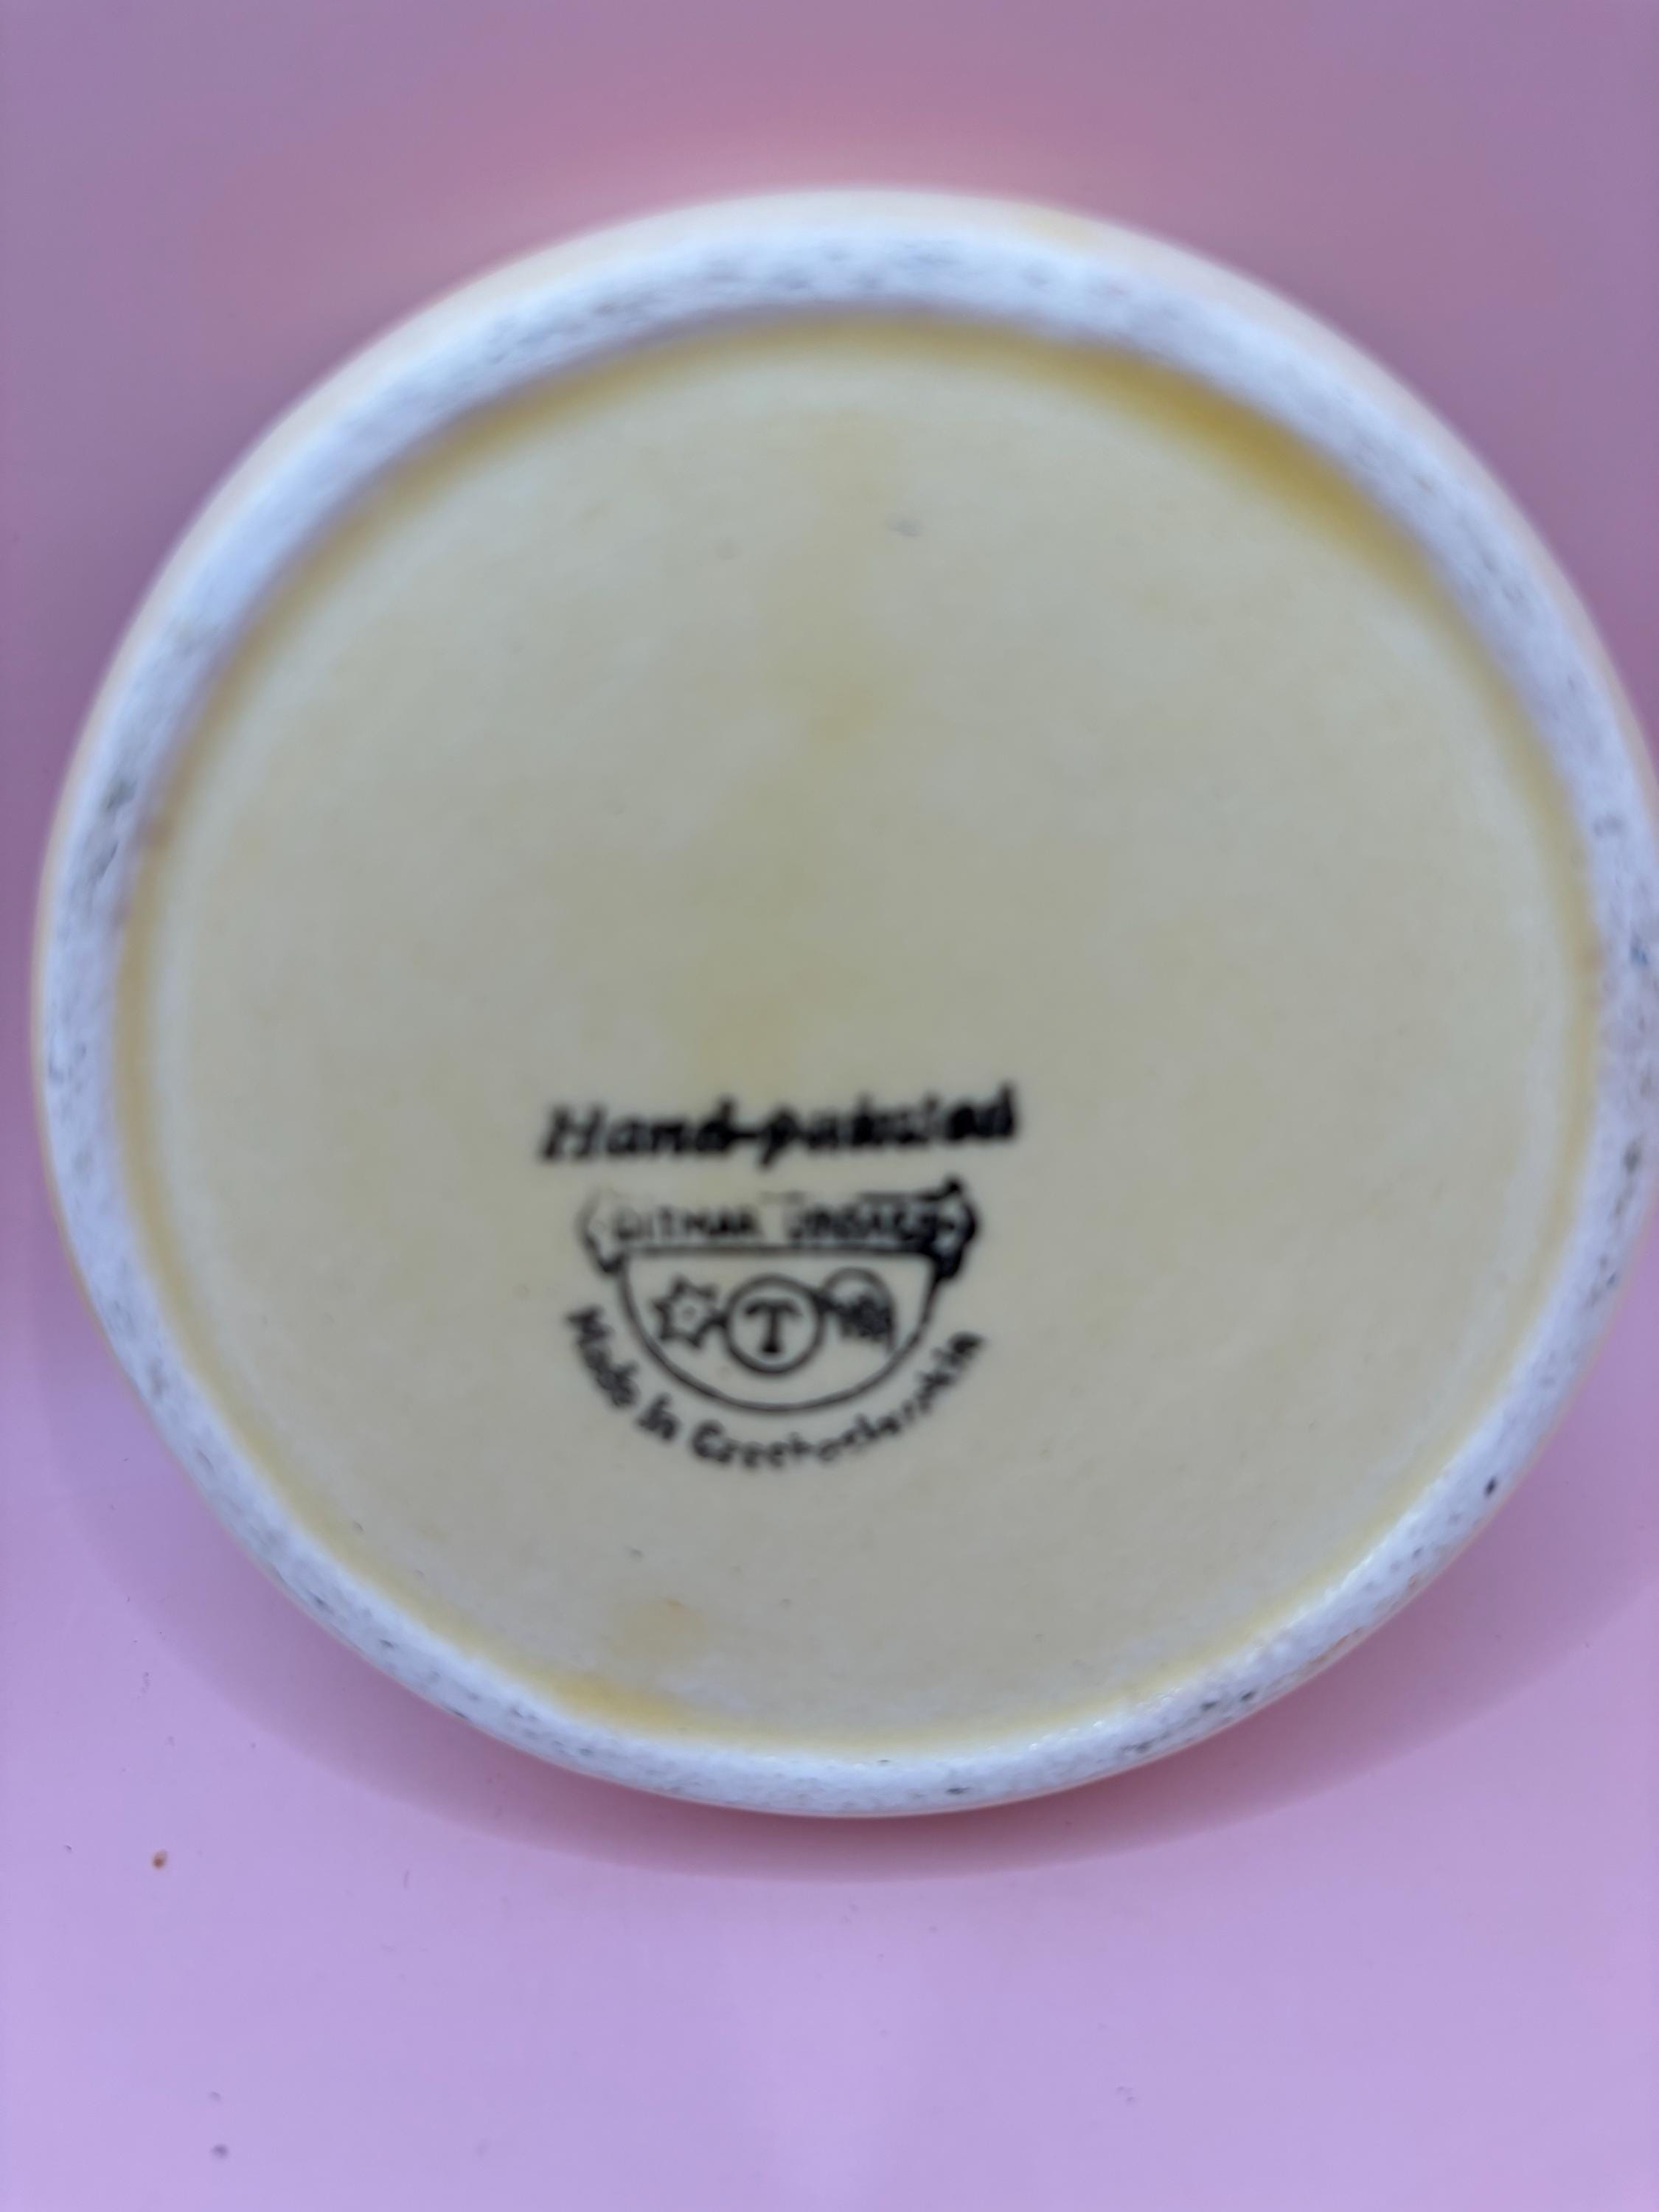 Hand-painted
DITMAR URBACH
T
Made in Czechoslovakia